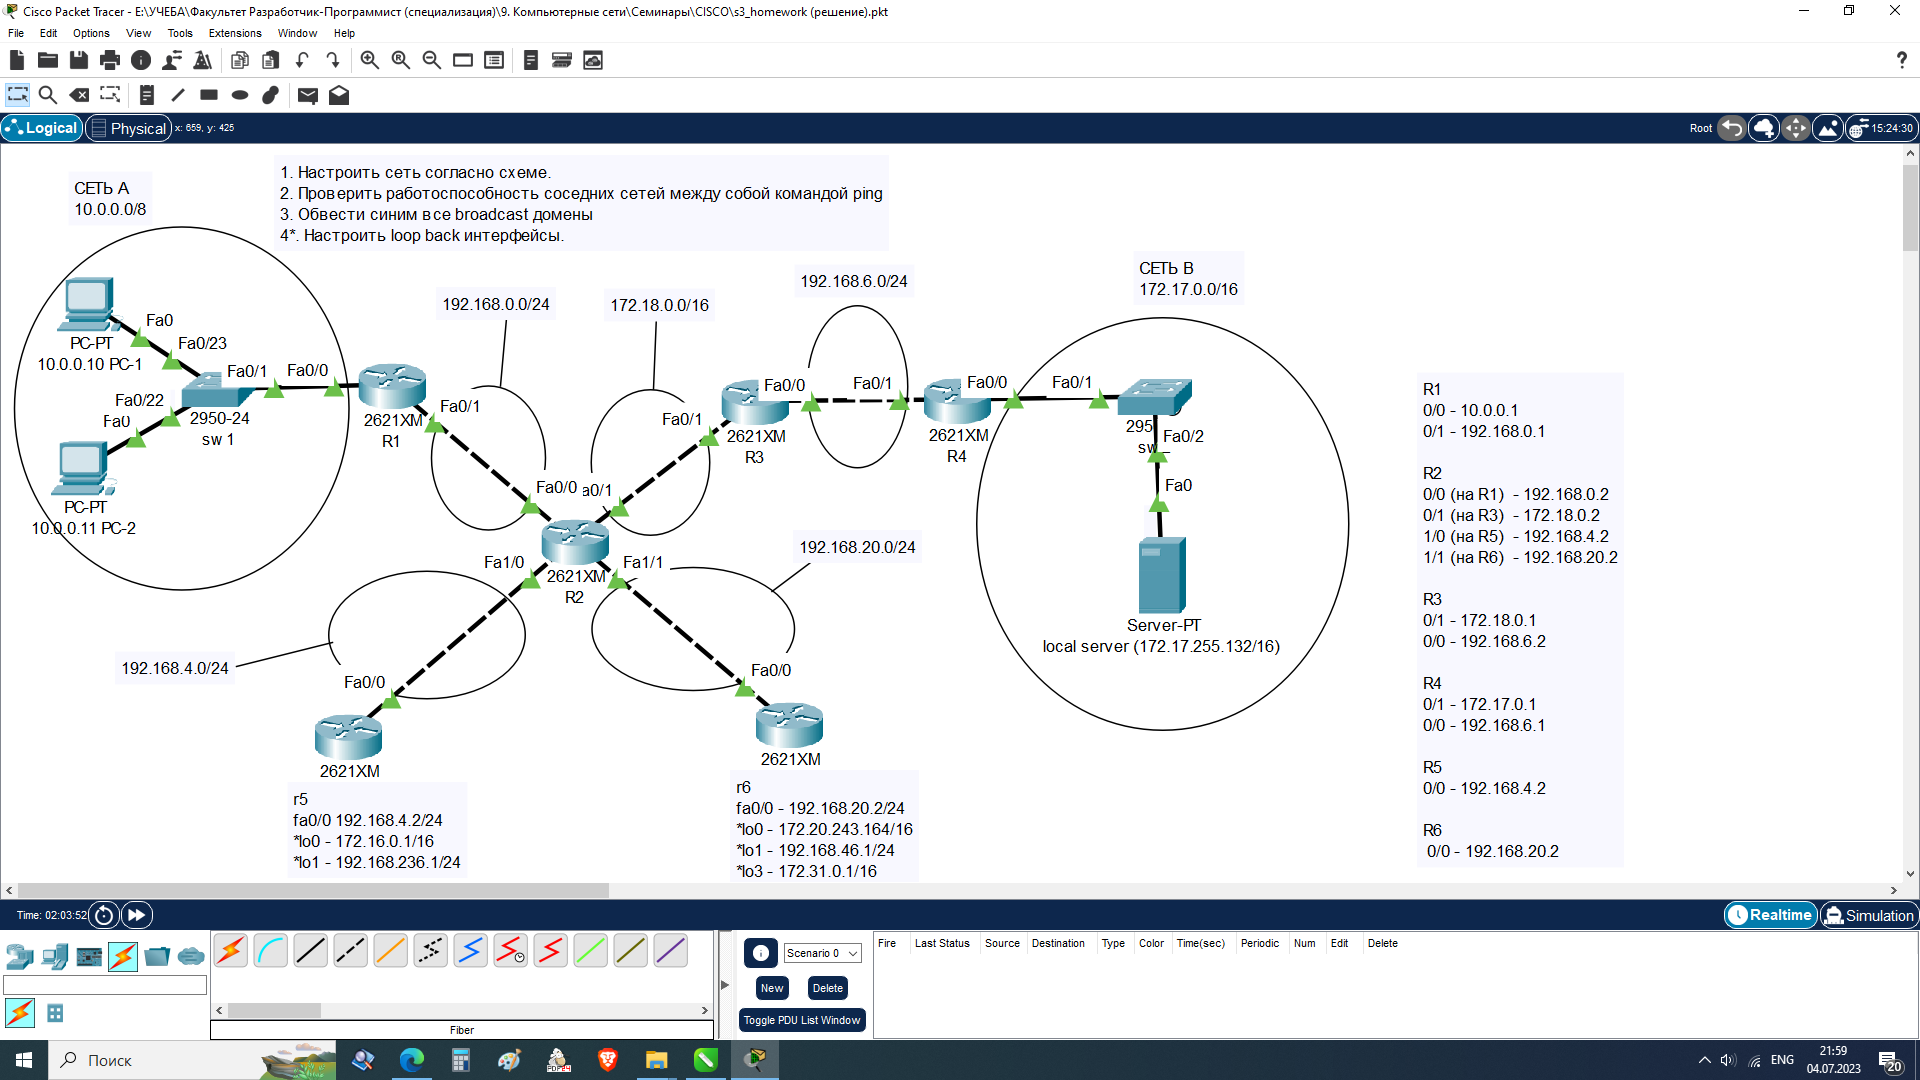 Cisco Packet Tracer - E:\УЧЕБА\Факультет Разработчик-Программист (специализация)\9. Компьютерные сети\Семинары\CISCO\s3_homework (решение).pkt
File Edit Options View Tools Extensions Window Help
Logical Physical x: 659, y: 425 Root 15:24:30
1. Настроить сеть согласно схеме.
2. Проверить работоспособность соседних сетей между собой командой ping
3. Обвести синим все broadcast домены
4*. Настроить loop back интерфейсы.
СЕТЬ А
10.0.0.0/8
192.168.0.0/24
172.18.0.0/16
192.168.6.0/24
СЕТЬ В
172.17.0.0/16
Fa0
PC-PT
10.0.0.10 PC-1
Fa0/23
Fa0/1
Fa0/0
Fa0/22
Fa0
2950-24
sw 1
PC-PT
10.0.0.11 PC-2
2621XM
R1
Fa0/1
Fa0/0
a0/1
Fa0/1
Fa0/0
2621XM
R3
Fa0/1
Fa0/0
2621XM
R4
Fa0/1
295
sw
Fa0/2
Fa0
Server-PT
local server (172.17.255.132/16)
Fa1/0
Fa1/1
2621XM
R2
192.168.20.0/24
192.168.4.0/24
Fa0/0
2621XM
r5
fa0/0 192.168.4.2/24
*lo0 - 172.16.0.1/16
*lo1 - 192.168.236.1/24
Fa0/0
2621XM
r6
fa0/0 - 192.168.20.2/24
*lo0 - 172.20.243.164/16
*lo1 - 192.168.46.1/24
*lo3 - 172.31.0.1/16
R1
0/0 - 10.0.0.1
0/1 - 192.168.0.1
R2
0/0 (на R1) - 192.168.0.2
0/1 (на R3) - 172.18.0.2
1/0 (на R5) - 192.168.4.2
1/1 (на R6) - 192.168.20.2
R3
0/1 - 172.18.0.1
0/0 - 192.168.6.2
R4
0/1 - 172.17.0.1
0/0 - 192.168.6.1
R5
0/0 - 192.168.4.2
R6
0/0 - 192.168.20.2
Time: 02:03:52
Realtime Simulation
Scenario 0
New Delete
Toggle PDU List Window
Fire Last Status Source Destination Type Color Time(sec) Periodic Num Edit Delete
Fiber
Поиск
PDF24
ENG
21:59
04.07.2023
20